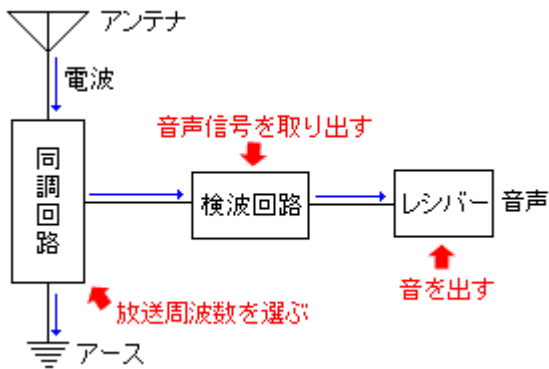 アンテナ
電波
音声信号を取り出す
同調回路
検波回路
レシバー
音声
音を出す
放送周波数を選ぶ
アース